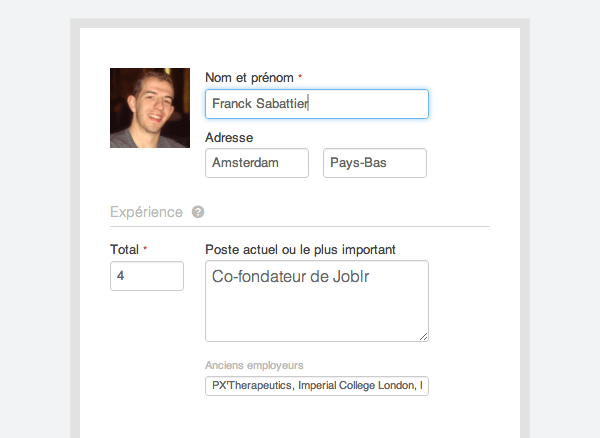 Nom et prénom *
Franck Sabattier
Adresse
Amsterdam Pays-Bas
Expérience ?
Total * Poste actuel ou le plus important
4 Co-fondateur de Joblr
Anciens employeurs
PX'Therapeutics, Imperial College London,